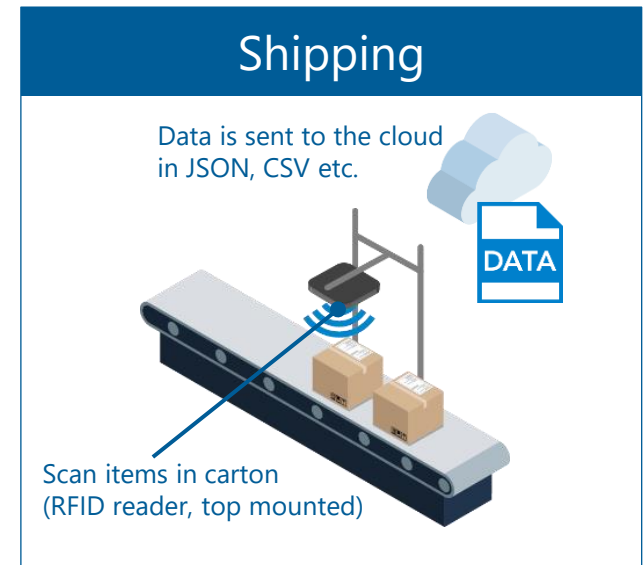 Shipping
Data is sent to the cloud
in JSON, CSV etc.
DATA
Scan items in carton
(RFID reader, top mounted)